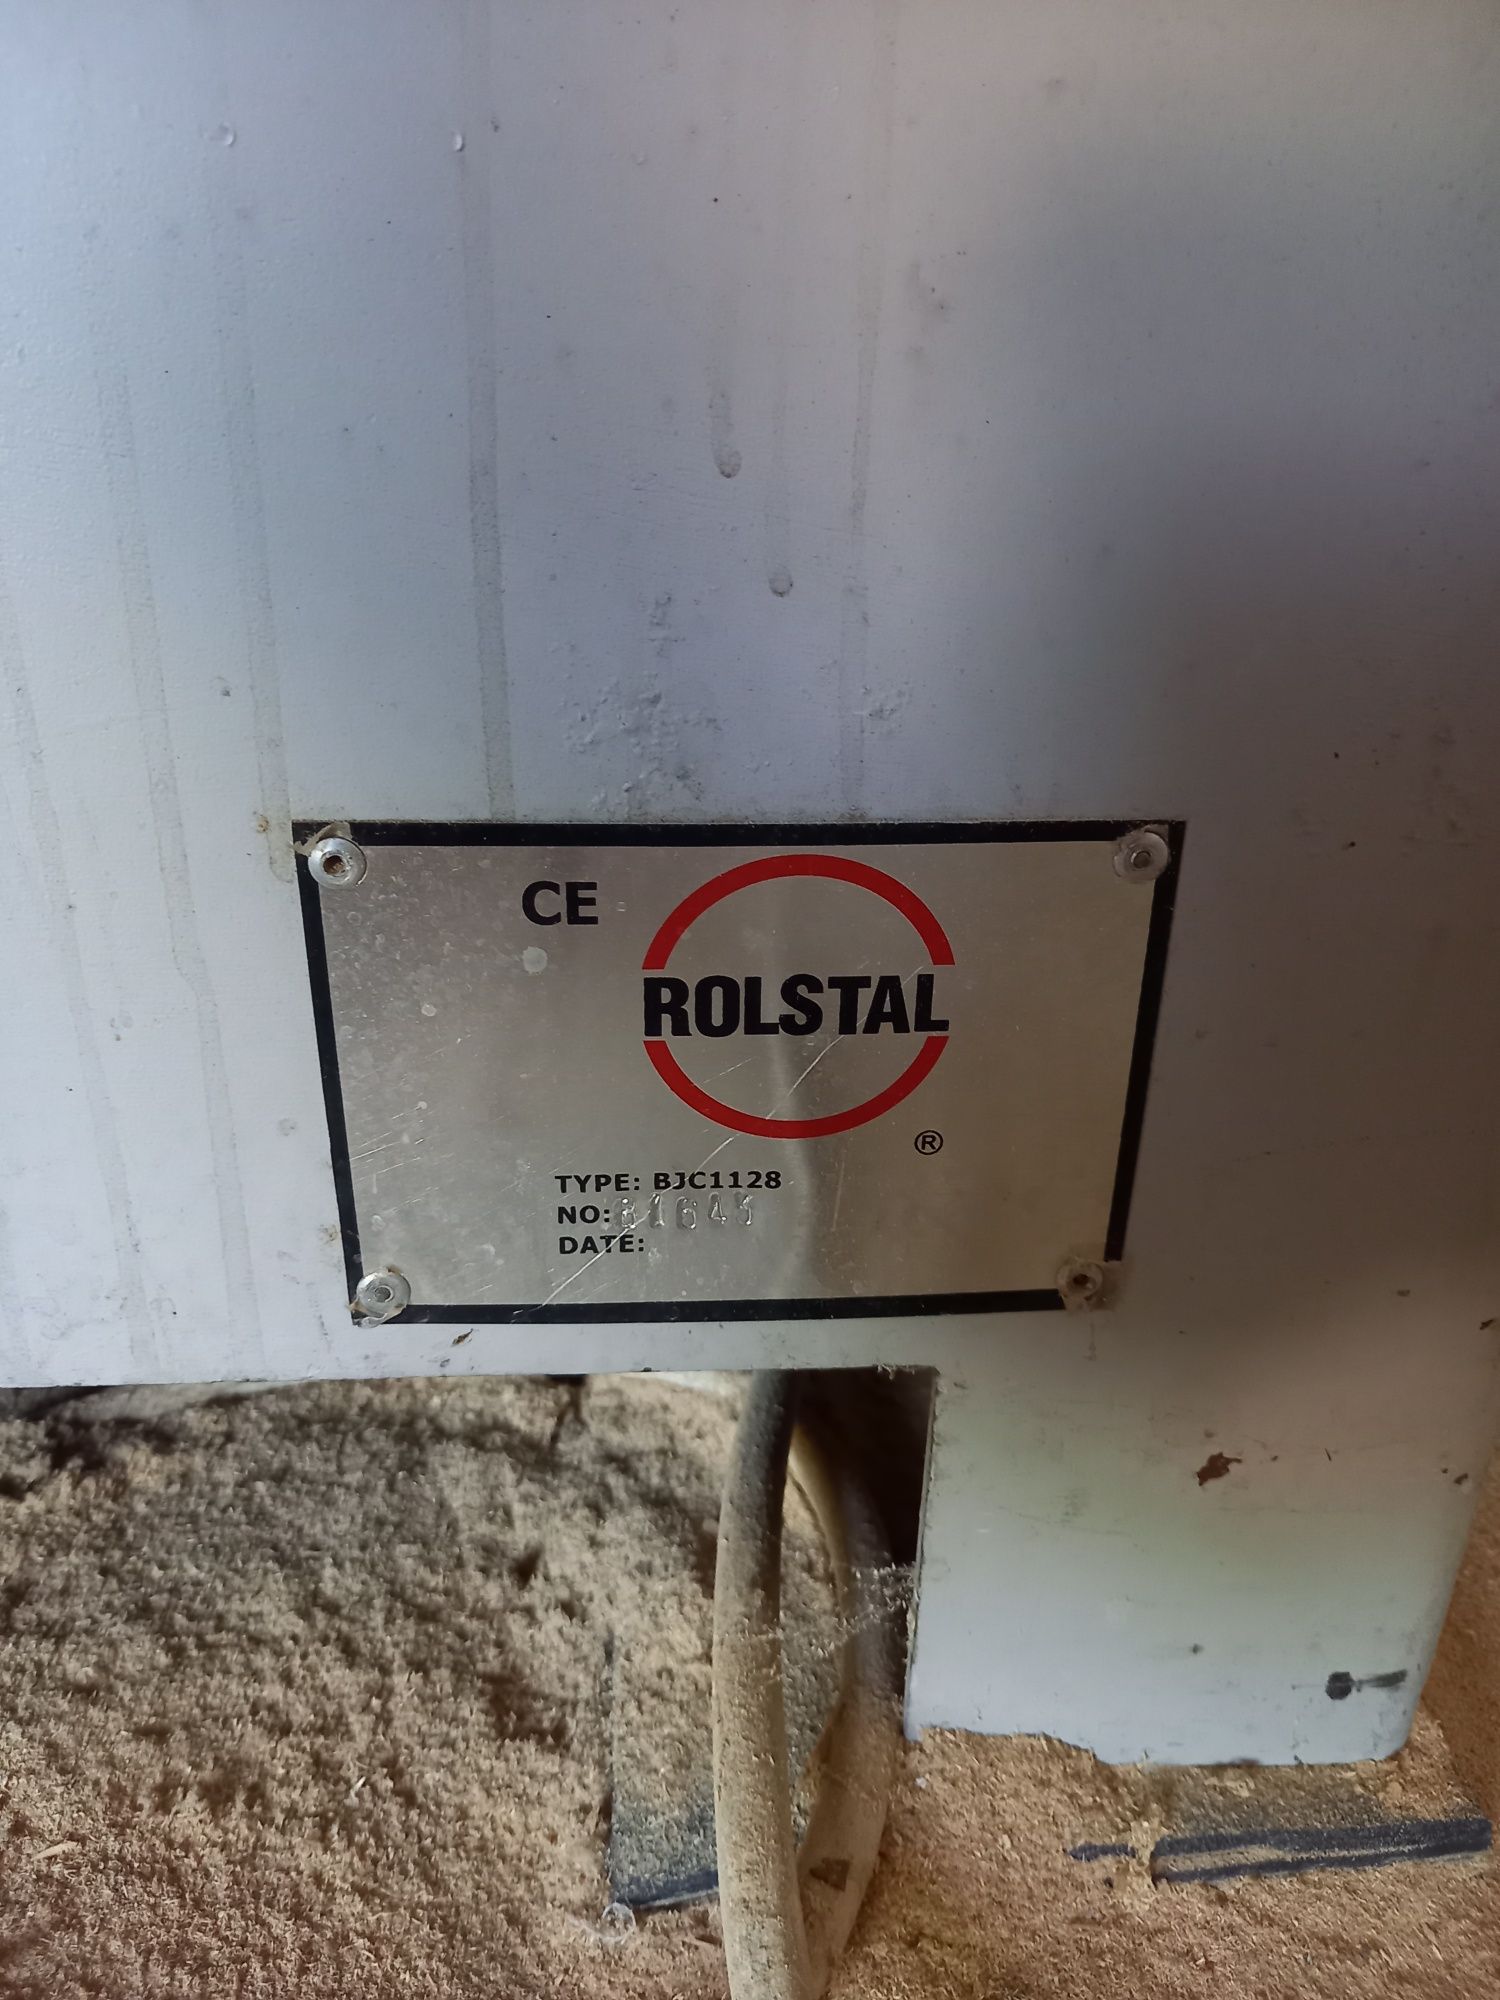 CE
ROLSTAL
®
TYPE: BJC1128
NO:
DATE: